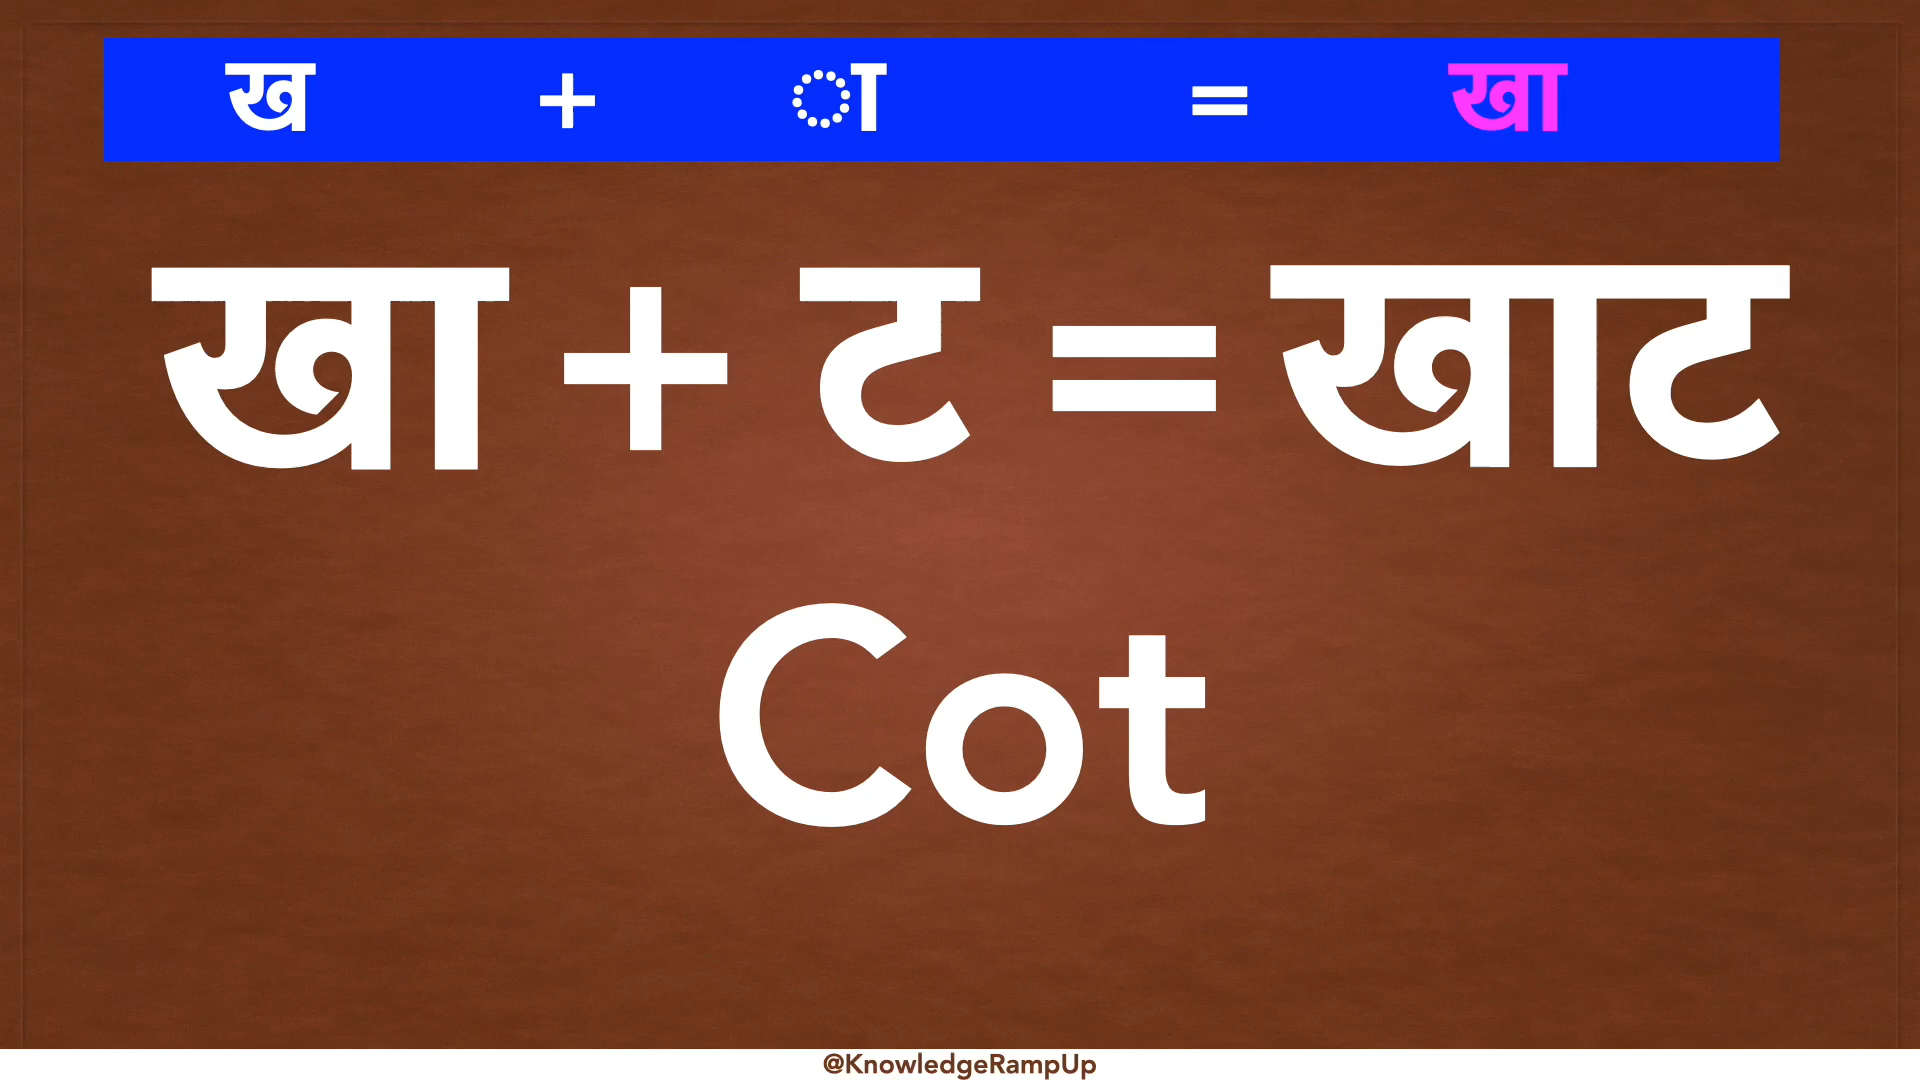 ख + ा = खा
खा + ट = खाट
Cot
@KnowledgeRampUp